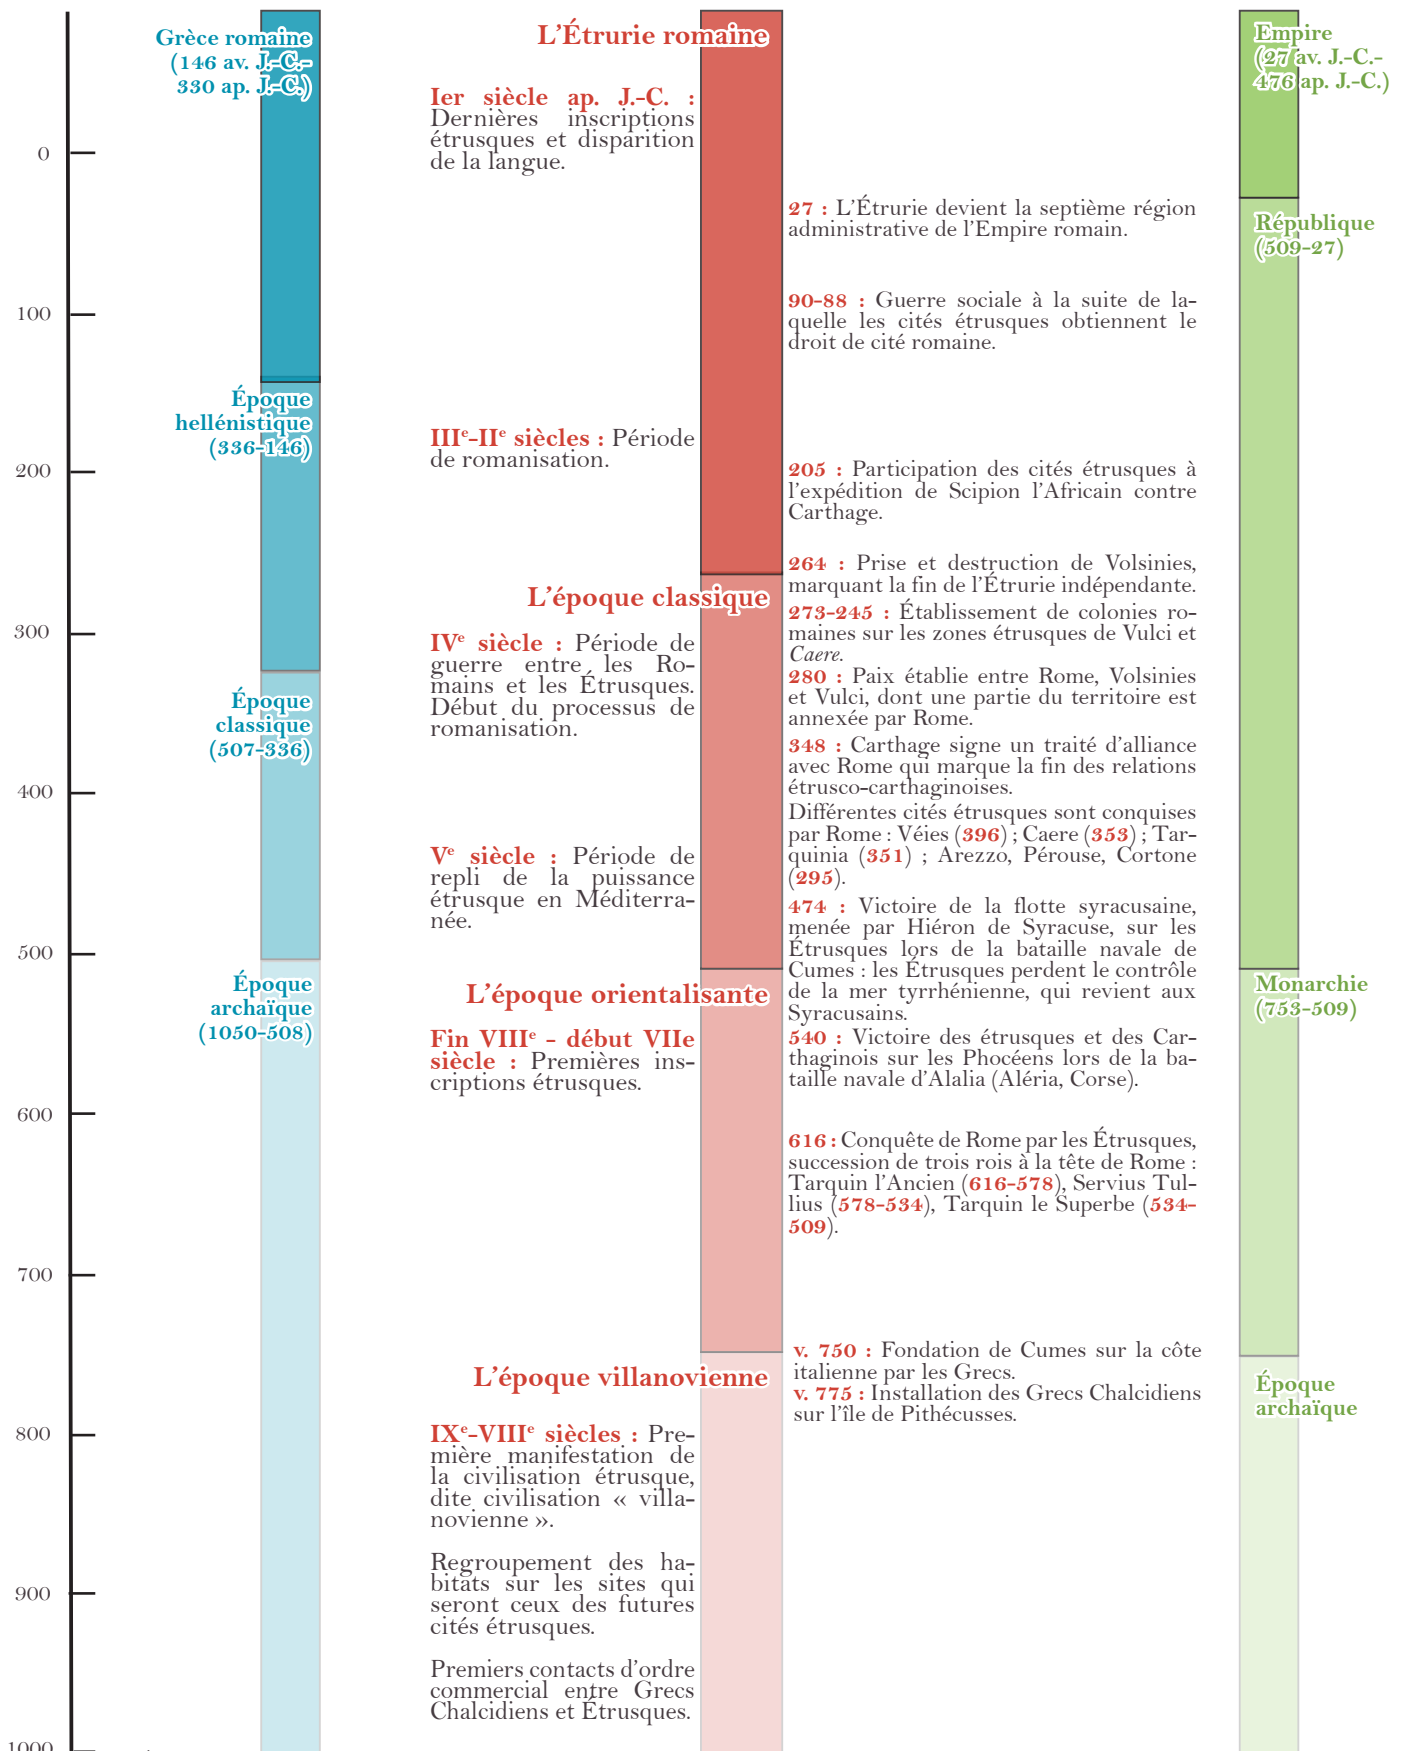 Grèce romaine
(146 av. J.-C.-
330 ap. J.-C.)
Époque
hellénistique
(336-146)
Époque
classique
(507-336)
Époque
archaïque
(1050-508)
0
100
200
300
400
500
600
700
800
900
1000
L'Étrurie romaine
Ier siècle ap. J.-C. :
Dernières inscriptions
étrusques et disparition
de la langue.
IIIe-IIe siècles : Période
de romanisation.
L'époque classique
IVe siècle : Période de
guerre entre les Ro-
mains et les Étrusques.
Début du processus de
romanisation.
Ve siècle : Période de
repli de la puissance
étrusque en Méditerra-
née.
L'époque orientalisante
Fin VIIIe - début VIIe
siècle : Premières ins-
criptions étrusques.
L'époque villanovienne
IXe-VIIIe siècles : Pre-
mière manifestation de
la civilisation étrusque,
dite civilisation « villa-
novienne ».
Regroupement des ha-
bitats sur les sites qui
seront ceux des futures
cités étrusques.
Premiers contacts d'ordre
commercial entre Grecs
Chalcidiens et Étrusques.
27 : L'Étrurie devient la septième région
administrative de l'Empire romain.
90-88 : Guerre sociale à la suite de la-
quelle les cités étrusques obtiennent le
droit de cité romaine.
205 : Participation des cités étrusques à
l'expédition de Scipion l'Africain contre
Carthage.
264 : Prise et destruction de Volsinies,
marquant la fin de l'Étrurie indépendante.
273-245 : Établissement de colonies ro-
maines sur les zones étrusques de Vulci et
Caere.
280 : Paix établie entre Rome, Volsinies
et Vulci, dont une partie du territoire est
annexée par Rome.
348 : Carthage signe un traité d'alliance
avec Rome qui marque la fin des relations
étrusco-carthaginoises.
Différentes cités étrusques sont conquises
par Rome : Véies (396) ; Caere (353) ; Tar-
quinia (351) ; Arezzo, Pérouse, Cortone
(295).
474 : Victoire de la flotte syracusaine,
menée par Hiéron de Syracuse, sur les
Étrusques lors de la bataille navale de
Cumes : les Étrusques perdent le contrôle
de la mer tyrrhénienne, qui revient aux
Syracusains.
540 : Victoire des étrusques et des Car-
thaginois sur les Phocéens lors de la ba-
taille navale d'Alalia (Aléria, Corse).
616 : Conquête de Rome par les Étrusques,
succession de trois rois à la tête de Rome :
Tarquin l'Ancien (616-578), Servius Tul-
lius (578-534), Tarquin le Superbe (534-
509).
v. 750 : Fondation de Cumes sur la côte
italienne par les Grecs.
v. 775 : Installation des Grecs Chalcidiens
sur l'île de Pithécusses.
Empire
(27 av. J.-C.-
476 ap. J.-C.)
République
(509-27)
Monarchie
(753-509)
Époque
archaïque